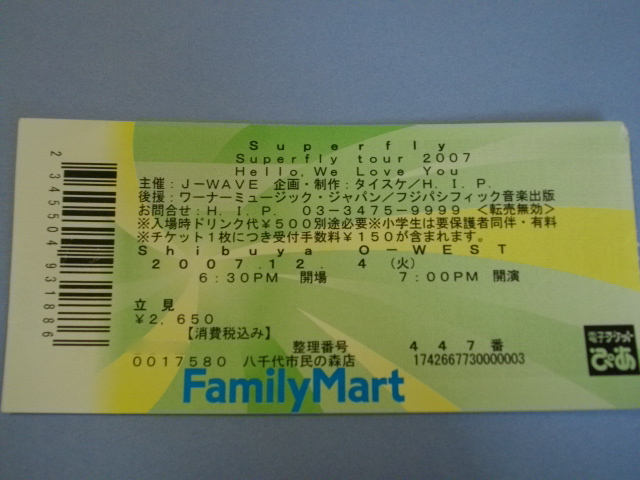 Superfly
Superfly tour 2007
Hello, We Love You
主催：J-WAVE 企画・制作：タイスケ／H．I．P．
後援：ワーナーミュージック・ジャパン／フジパシフィック音楽出版
お問合せ：H．I．P． 03-3475-9999 ＜転売無効＞
※入場時ドリンク代￥500別途必要※小学生は要保護者同伴・有料
※チケット1枚につき受付手数料￥150が含まれます。
Shibuya O-WEST
2007.12. 4（火）
6:30PM 開場 7:00PM 開演
立見
￥2,650
【消費税込み】
整理番号 447番
0017580 八千代市民の森店 1742667730000003
FamilyMart
電子チケット
ぴあ
2345504931886